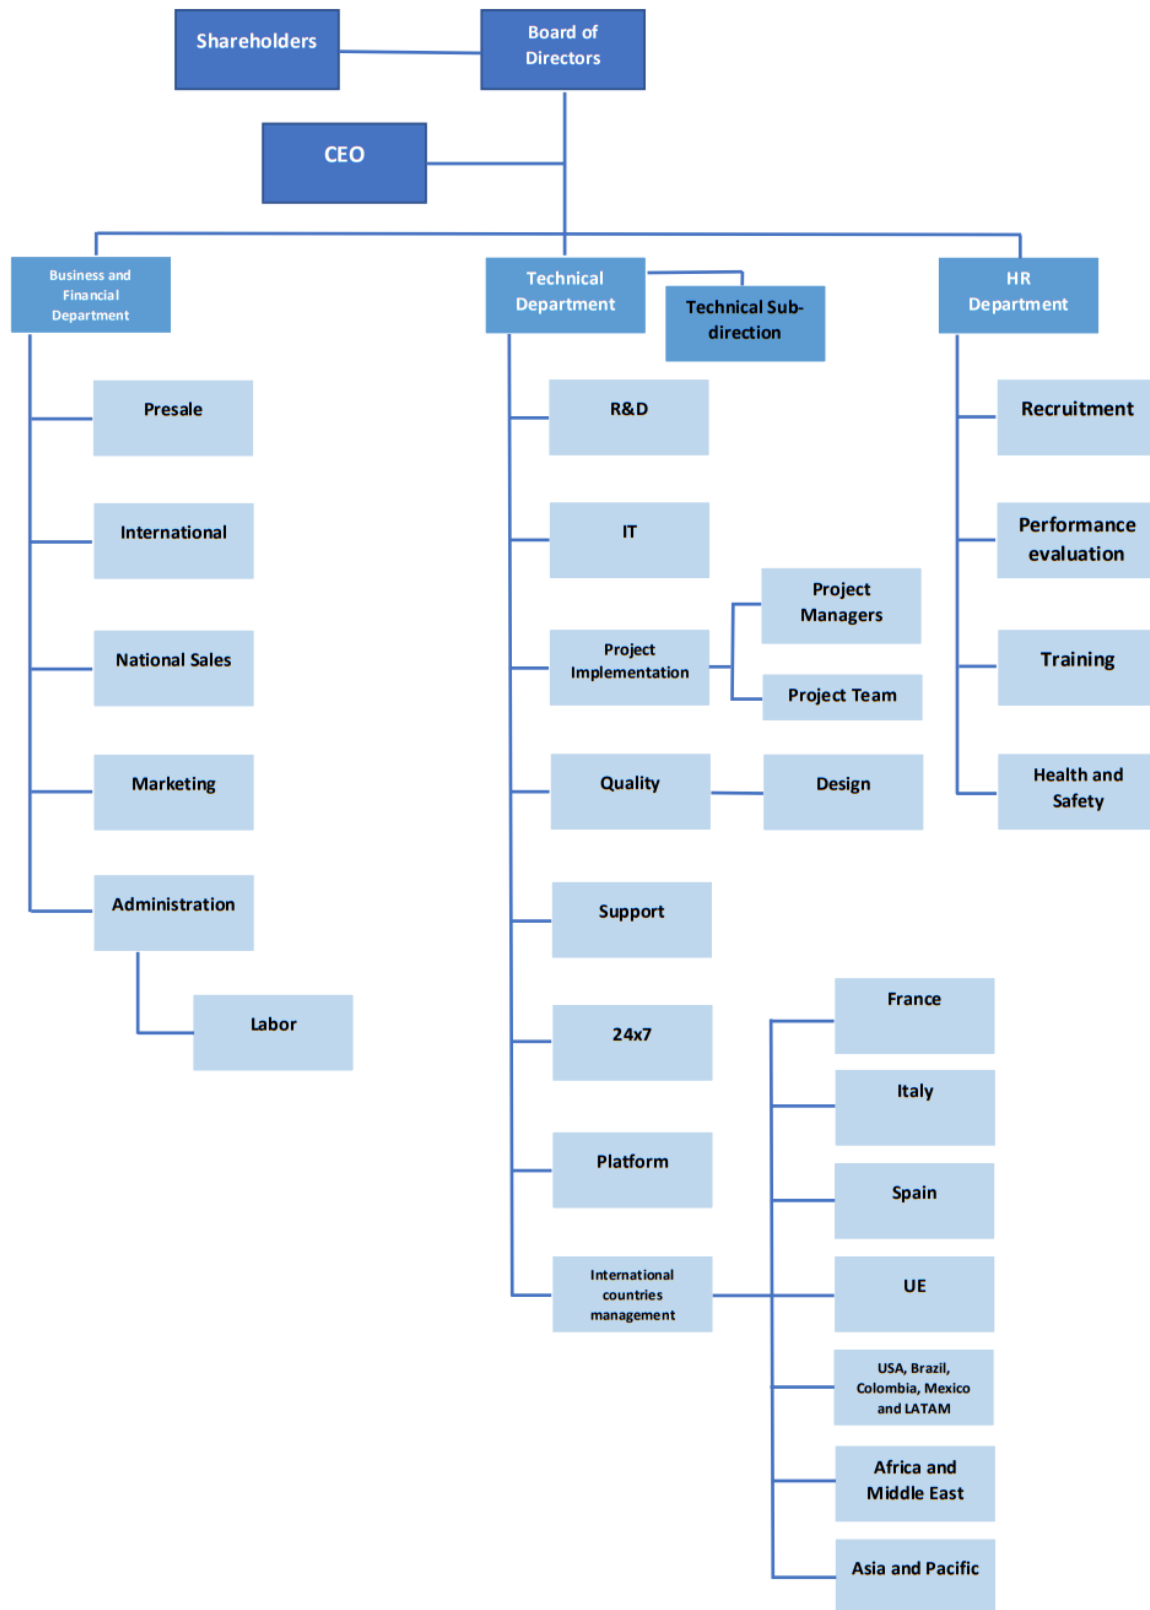 Shareholders
Board of
Directors
CEO
Business and
Financial
Department
Technical
Department
Technical Sub-
direction
HR
Department
Presale
R&D
Recruitment
International
IT
Performance
evaluation
Project
Managers
National Sales
Project
Implementation
Training
Project Team
Marketing
Quality
Design
Health and
Safety
Administration
Support
Labor
24x7
France
Italy
Platform
Spain
International
countries
management
UE
USA, Brazil,
Colombia, Mexico
and LATAM
Africa and
Middle East
Asia and Pacific